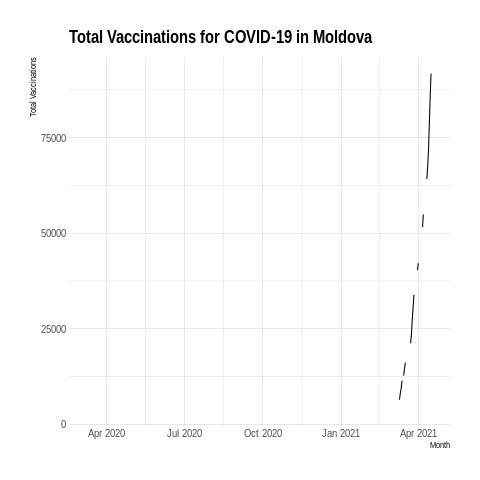 Total Vaccinations for COVID-19 in Moldova
Total Vaccinations
75000
50000
25000
0
Apr 2020 Jul 2020 Oct 2020 Jan 2021 Apr 2021
Month